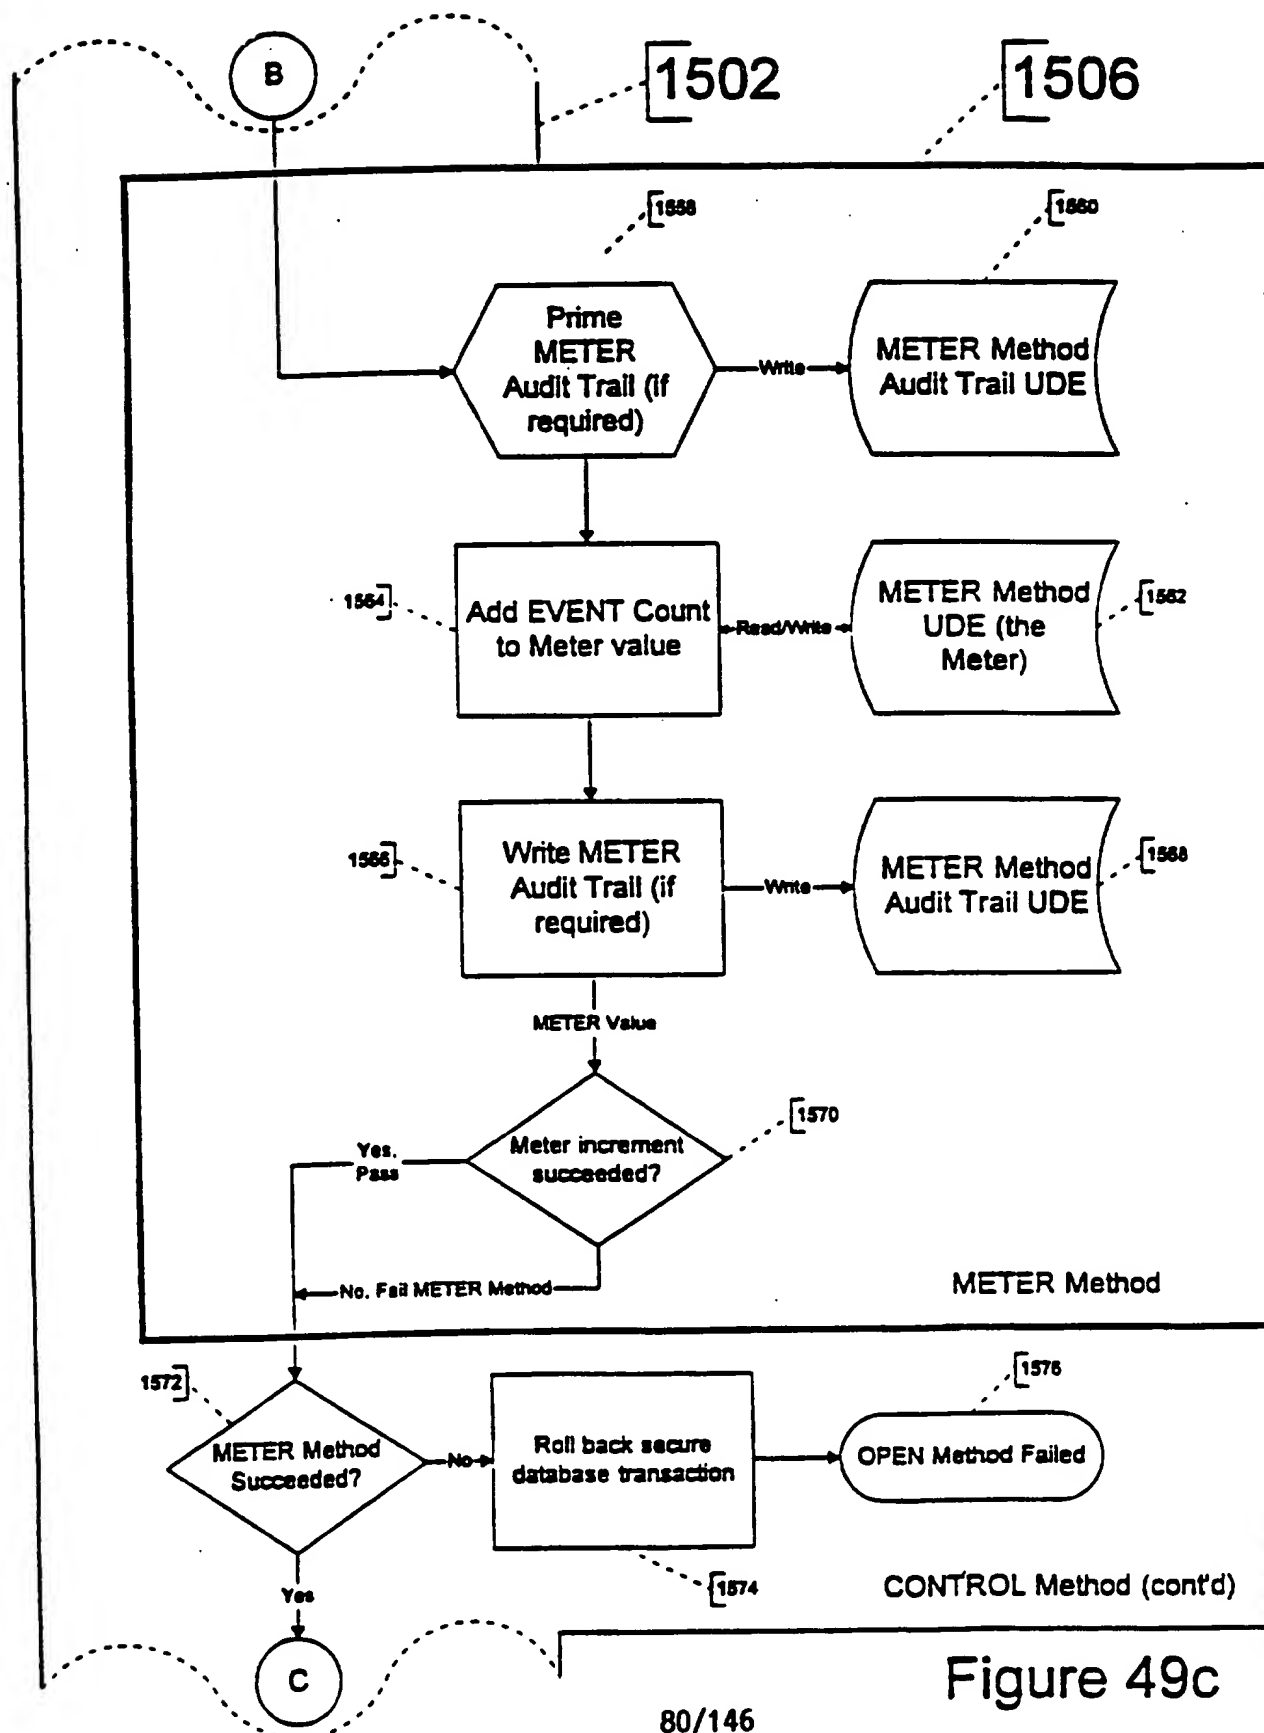 B
1502
1506
1558
1560
Prime
METER
Audit Trail (if
required)
Write
METER Method
Audit Trail UDE
1564
Add EVENT Count
to Meter value
Read/Write
METER Method
UDE (the
Meter)
1562
1566
Write METER
Audit Trail (if
required)
Write
METER Method
Audit Trail UDE
1568
METER Value
1570
Meter increment
succeeded?
Yes.
Pass
No. Fail METER Method
METER Method
1572
1576
METER Method
Succeeded?
No
Roll back secure
database transaction
OPEN Method Failed
1574
Yes
CONTROL Method (cont'd)
C
Figure 49c
80/146